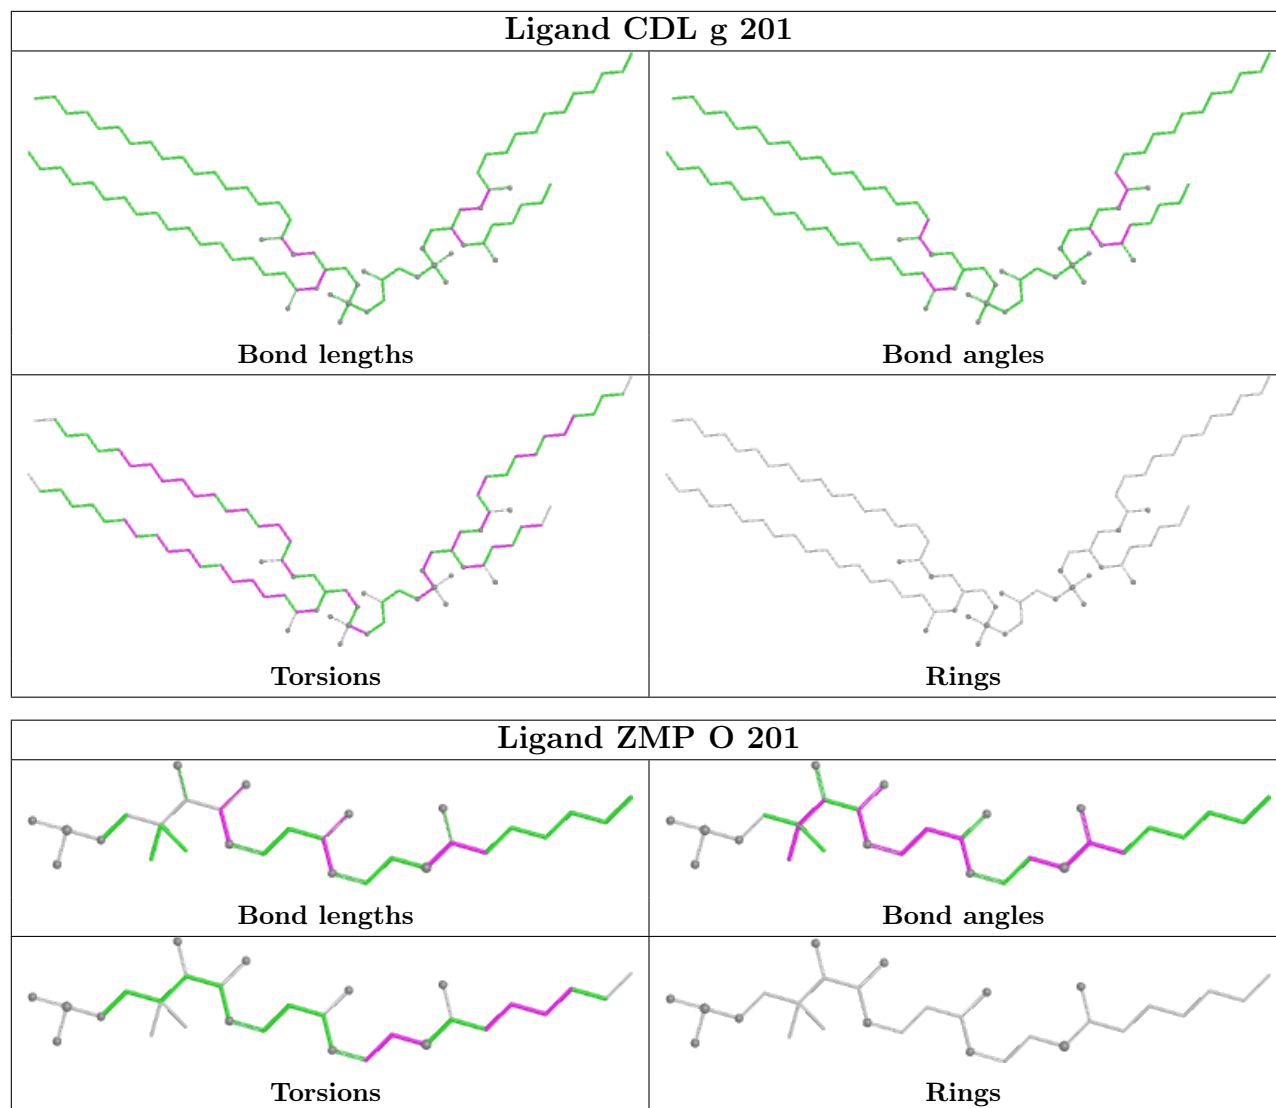 Ligand CDL g 201
Bond lengths
Bond angles
Torsions
Rings
Ligand ZMP O 201
Bond lengths
Bond angles
Torsions
Rings